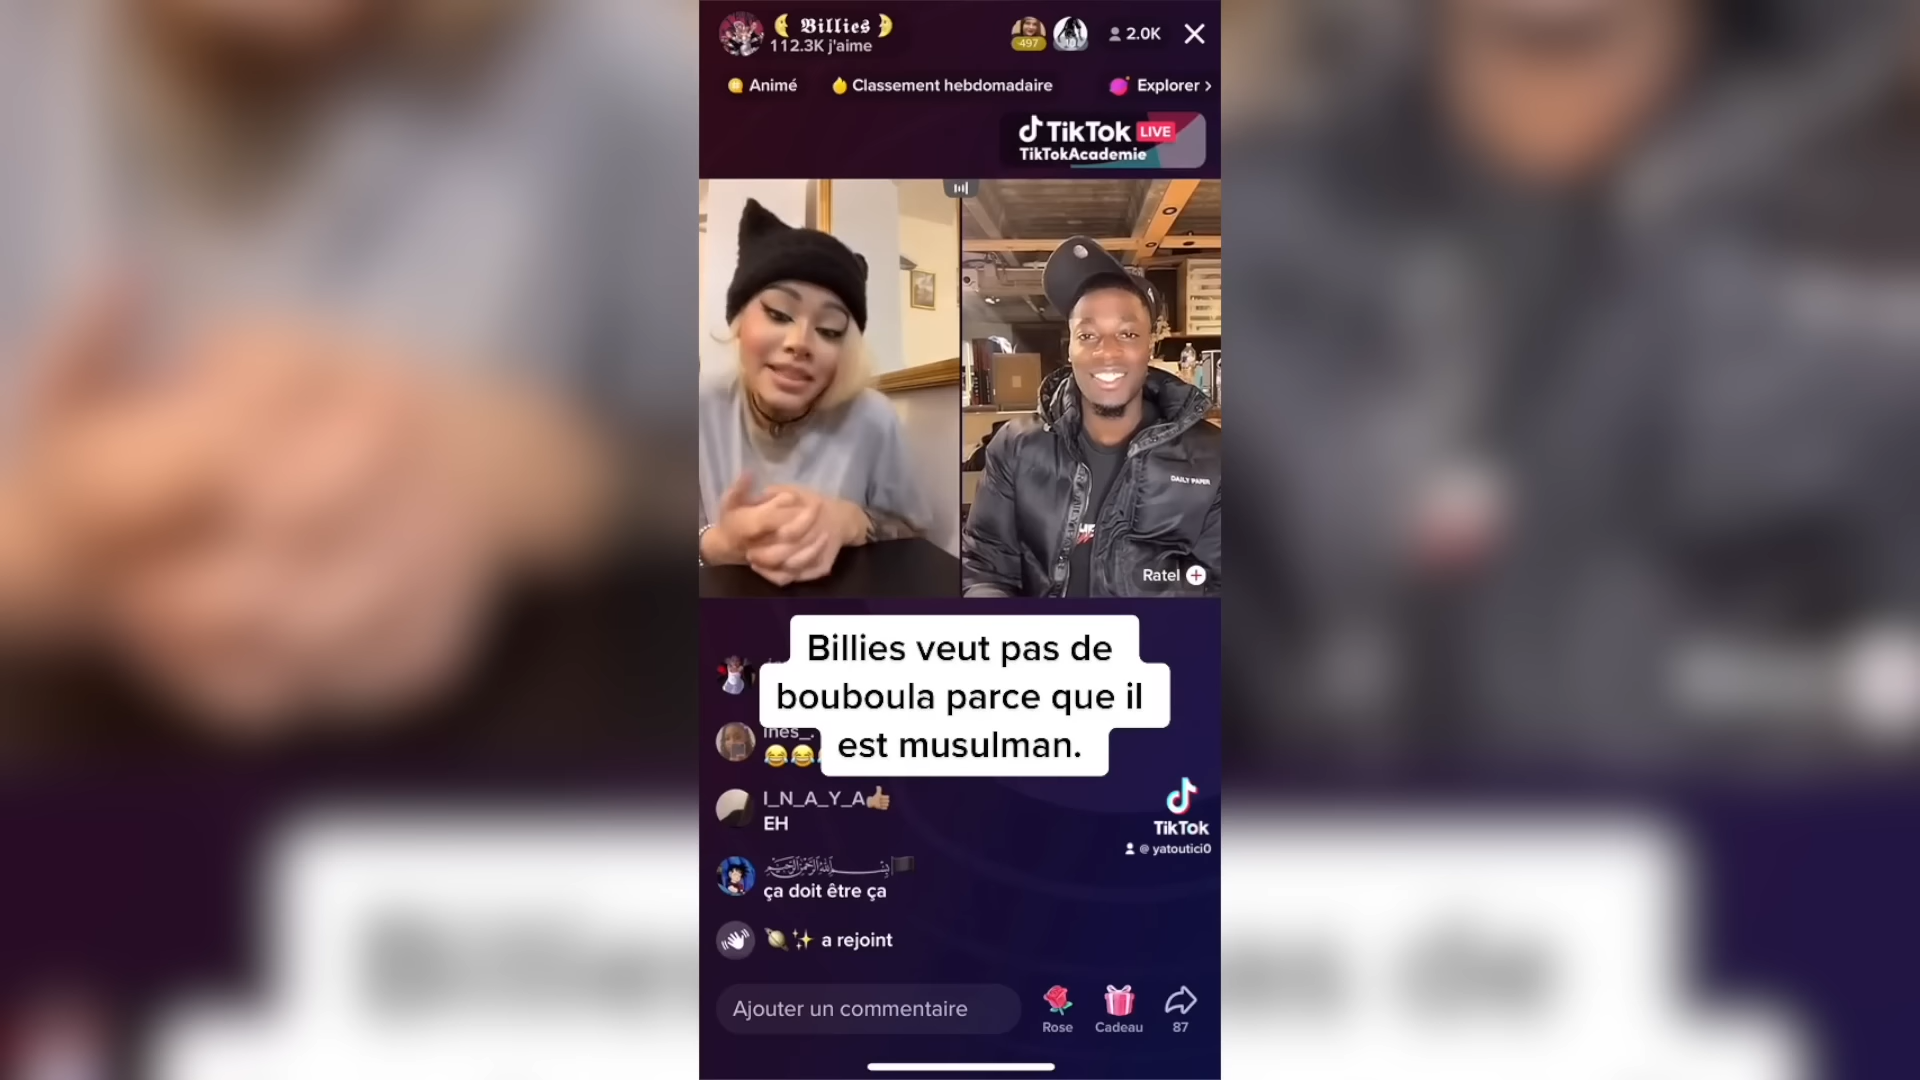 🌜 𝕭𝖎𝖑𝖑𝖎𝖊𝖘 🌛
112.3K j'aime
497
2.0K
Animé
Classement hebdomadaire
Explorer >
TikTok LIVE
TikTokAcademie
DAILY PAPER
Ratel
Billies veut pas de
bouboula parce que il
est musulman.
ines_.
😂😂
I_N_A_Y_A👍🏼
EH
﷽🏴
ça doit être ça
🪐✨ a rejoint
TikTok
@ yatoutici0
Ajouter un commentaire
Rose
Cadeau
87